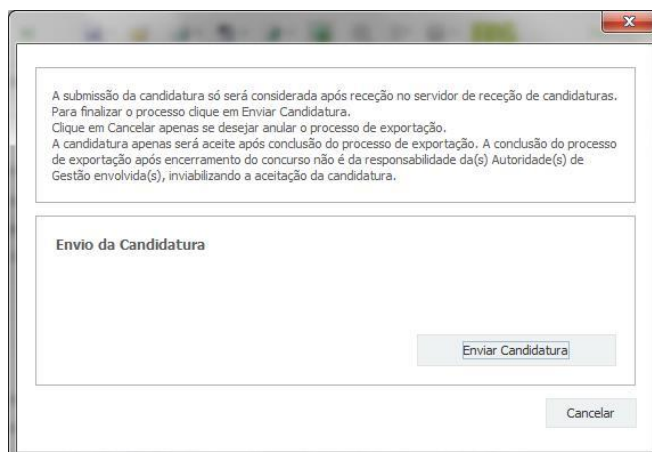 A submissão da candidatura só será considerada após receção no servidor de receção de candidaturas.
Para finalizar o processo clique em Enviar Candidatura.
Clique em Cancelar apenas se desejar anular o processo de exportação.
A candidatura apenas será aceite após conclusão do processo de exportação. A conclusão do processo
de exportação após encerramento do concurso não é da responsabilidade da(s) Autoridade(s) de
Gestão envolvida(s), inviabilizando a aceitação da candidatura.
Envio da Candidatura
Enviar Candidatura
Cancelar